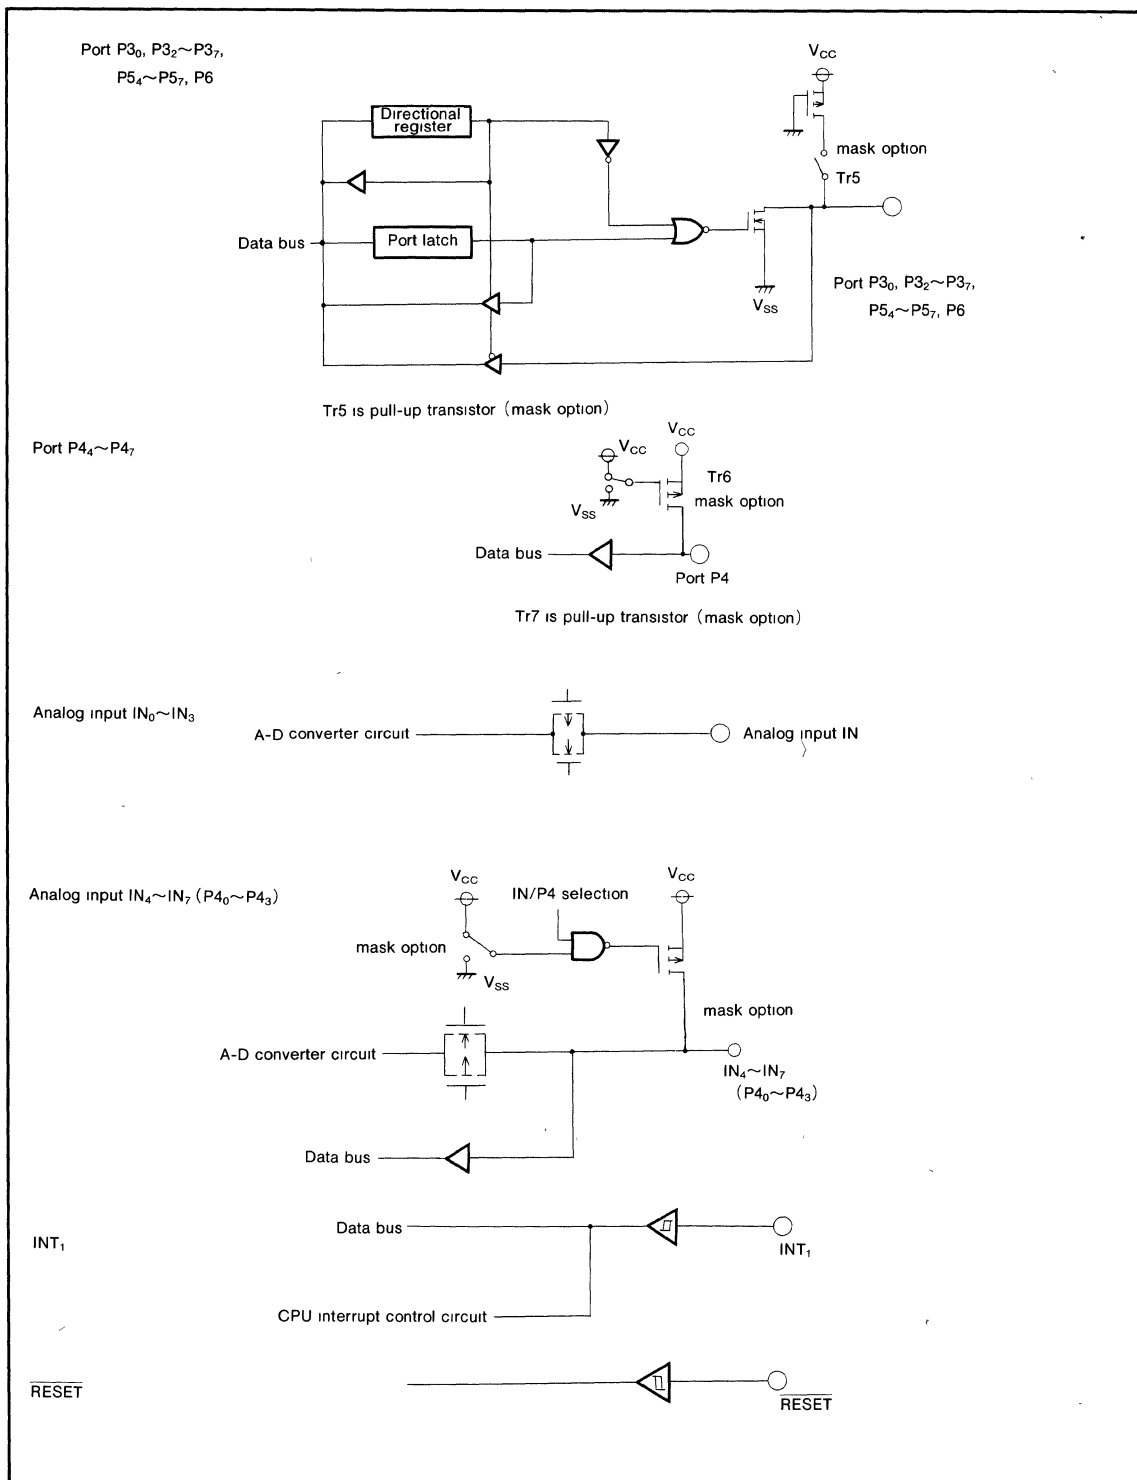 Port P3₀, P3₂~P3₇,
P5₄~P5₇, P6
V_CC
Directional
register
mask option
Tr5
Data bus
Port latch
V_SS
Port P3₀, P3₂~P3₇,
P5₄~P5₇, P6
Tr5 is pull-up transistor (mask option)
Port P4₄~P4₇
V_CC
V_CC
Tr6
mask option
V_SS
Data bus
Port P4
Tr7 is pull-up transistor (mask option)
Analog input IN₀~IN₃
A-D converter circuit
Analog input IN
Analog input IN₄~IN₇ (P4₀~P4₃)
V_CC
IN/P4 selection
V_CC
mask option
V_SS
mask option
A-D converter circuit
IN₄~IN₇
(P4₀~P4₃)
Data bus
Data bus
INT₁
INT₁
CPU interrupt control circuit
R̅E̅S̅E̅T̅
R̅E̅S̅E̅T̅